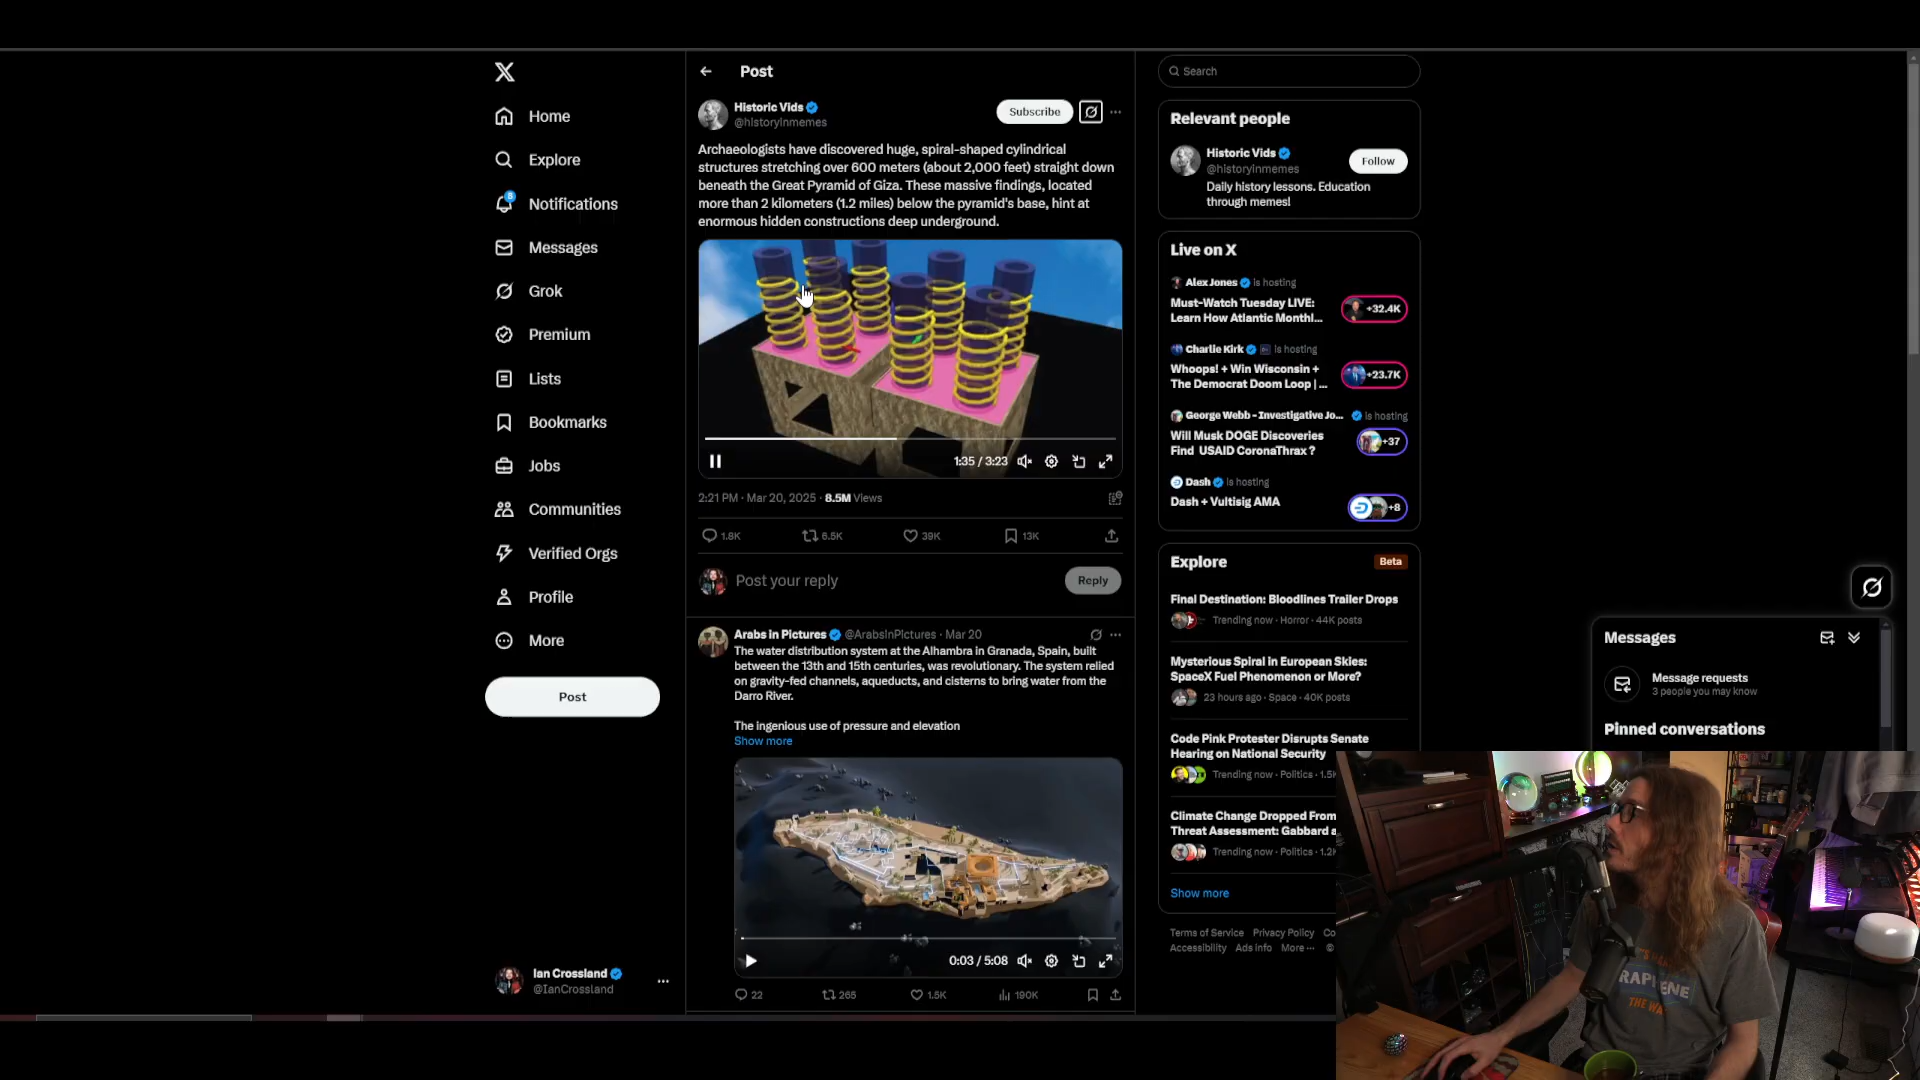 Home
Explore
8
Notifications
Messages
Grok
Premium
Lists
Bookmarks
Jobs
Communities
Verified Orgs
Profile
More
Post
Ian Crossland
@IanCrossland
Post
Historic Vids
@historyinmemes
Subscribe
Archaeologists have discovered huge, spiral-shaped cylindrical
structures stretching over 600 meters (about 2,000 feet) straight down
beneath the Great Pyramid of Giza. These massive findings, located
more than 2 kilometers (1.2 miles) below the pyramid's base, hint at
enormous hidden constructions deep underground.
1:35 / 3:23
2:21 PM · Mar 20, 2025 · 8.5M Views
1.8K
6.5K
39K
13K
Post your reply
Reply
Arabs in Pictures @ArabsInPictures · Mar 20
The water distribution system at the Alhambra in Granada, Spain, built
between the 13th and 15th centuries, was revolutionary. The system relied
on gravity-fed channels, aqueducts, and cisterns to bring water from the
Darro River.
The ingenious use of pressure and elevation
Show more
0:03 / 5:08
22
265
1.5K
190K
Search
Relevant people
Historic Vids
@historyinmemes
Follow
Daily history lessons. Education
through memes!
Live on X
Alex Jones is hosting
Must-Watch Tuesday LIVE:
Learn How Atlantic Monthl...
+32.4K
Charlie Kirk is hosting
Whoops! + Win Wisconsin +
The Democrat Doom Loop | ...
+23.7K
George Webb - Investigative Jo... is hosting
Will Musk DOGE Discoveries
Find USAID CoronaThrax ?
+37
Dash is hosting
Dash + Vultisig AMA
+8
Explore
Beta
Final Destination: Bloodlines Trailer Drops
Trending now · Horror · 44K posts
Mysterious Spiral in European Skies:
SpaceX Fuel Phenomenon or More?
23 hours ago · Space · 40K posts
Code Pink Protester Disrupts Senate
Hearing on National Security
Trending now · Politics · 1.5K
Climate Change Dropped From
Threat Assessment: Gabbard a
Trending now · Politics · 1.2K
Show more
Terms of Service Privacy Policy Co
Accessibility Ads info More ··· ©
Messages
Message requests
3 people you may know
Pinned conversations
RAPHENE
THE WA